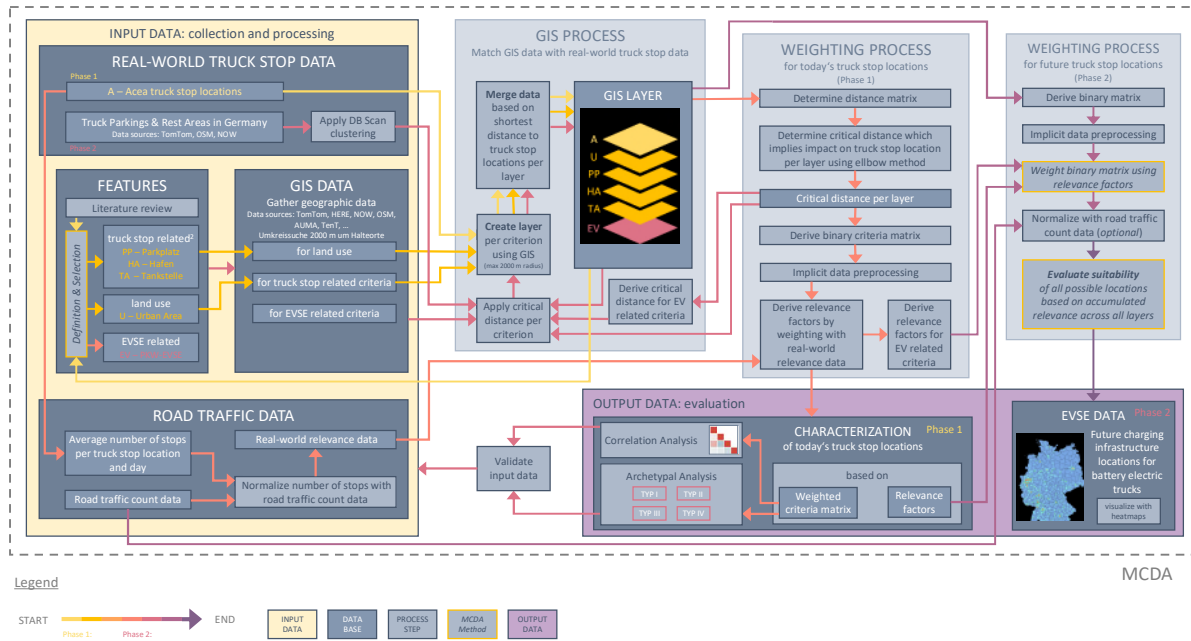 INPUT DATA: collection and processing
REAL-WORLD TRUCK STOP DATA
Phase 1
A – Acea truck stop locations
Truck Parkings & Rest Areas in Germany
Data sources: TomTom, OSM, NOW
Phase 2
Apply DB Scan
clustering
FEATURES
Literature review
Definition & Selection
truck stop related²
PP – Parkplatz
HA – Hafen
TA – Tankstelle
land use
U – Urban Area
EVSE related
GIS DATA
Gather geographic data
Data sources: TomTom, HERE, NOW, OSM,
AUMA, TenT, ...
Umkreissuche 2000 m um Halteorte
for land use
for truck stop related criteria
for EVSE related criteria
ROAD TRAFFIC DATA
Average number of stops
per truck stop location
and day
Real-world relevance data
Road traffic count data
Normalize number of stops with
road traffic count data
GIS PROCESS
Match GIS data with real-world truck stop data
Merge data
based on
shortest
distance to
truck stop
locations per
layer
GIS LAYER
A
U
PP
HA
TA
EV
Create layer
per criterion
using GIS
(max 2000 m radius)
Apply critical
distance per
criterion
Derive critical
distance for EV
related criteria
WEIGHTING PROCESS
for today's truck stop locations
(Phase 1)
Determine distance matrix
Determine critical distance which
implies impact on truck stop location
per layer using ellbow method
Critical distance per layer
Derive binary criteria matrix
Implicit data preprocessing
Derive relevance
factors by
weighting with
real-world
relevance data
Derive
relevance
factors for
EV related
criteria
WEIGHTING PROCESS
for future truck stop locations
(Phase 2)
Derive binary matrix
Implicit data preprocessing
Weight binary matrix using
relevance factors
Normalize with road traffic
count data (optional)
Evaluate suitability
of all possible locations
based on accumulated
relevance across all layers
Validate
input data
OUTPUT DATA: evaluation
Correlation Analysis
Archetypal Analysis
TYP I
TYP II
TYP III
TYP IV
CHARACTERIZATION
of today's truck stop locations
Phase 1
based on
Weighted
criteria matrix
Relevance
factors
EVSE DATA
Phase 2
Future charging
infrastructure
locations for
battery electric
trucks
visualize with
heatmaps
MCDA
Legend
START
END
Phase 1:
Phase 2:
INPUT
DATA
DATA
BASE
PROCESS
STEP
MCDA
Method
OUTPUT
DATA